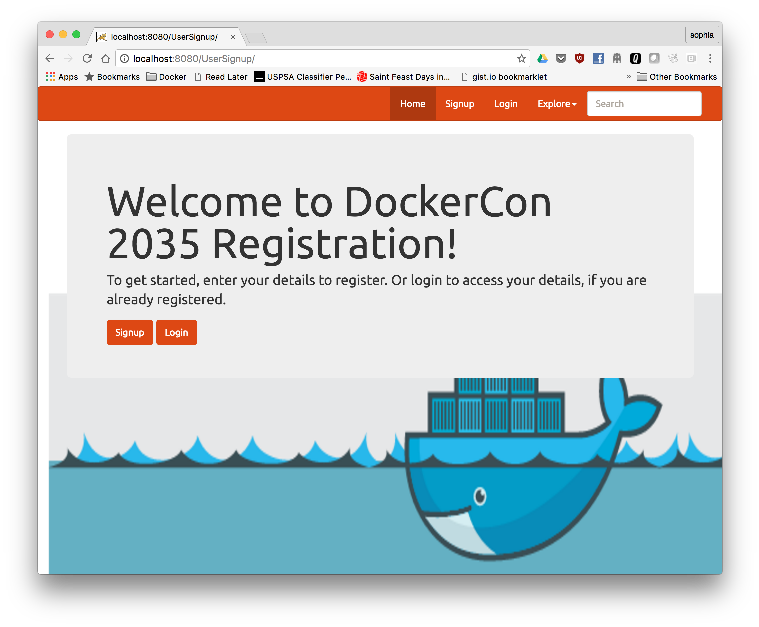 localhost:8080/UserSignup/
sophia
localhost:8080/UserSignup/
Apps Bookmarks Docker Read Later USPSA Classifier Pe... Saint Feast Days in... gist.io bookmarklet » Other Bookmarks
Home Signup Login Explore Search
Welcome to DockerCon
2035 Registration!
To get started, enter your details to register. Or login to access your details, if you are
already registered.
Signup Login